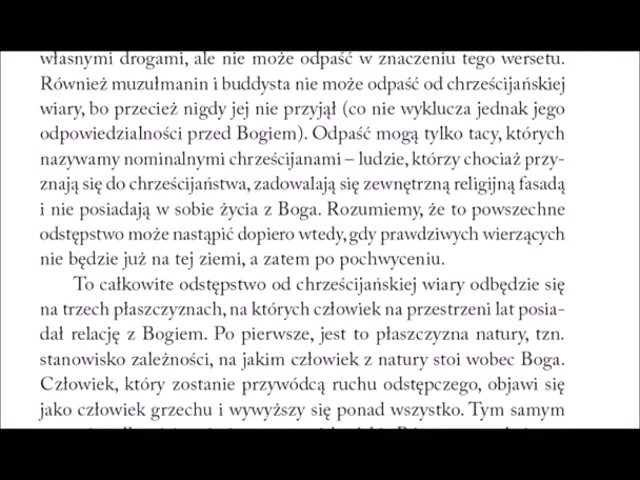 własnymi drogami, ale nie może odpaść w znaczeniu tego wersetu.
Również muzułmanin i buddysta nie może odpaść od chrześcijańskiej
wiary, bo przecież nigdy jej nie przyjął (co nie wyklucza jednak jego
odpowiedzialności przed Bogiem). Odpaść mogą tylko tacy, których
nazywamy nominalnymi chrześcijanami – ludzie, którzy chociaż przy-
znają się do chrześcijaństwa, zadowalają się zewnętrzną religijną fasadą
i nie posiadają w sobie życia z Boga. Rozumiemy, że to powszechne
odstępstwo może nastąpić dopiero wtedy, gdy prawdziwych wierzących
nie będzie już na tej ziemi, a zatem po pochwyceniu.
To całkowite odstępstwo od chrześcijańskiej wiary odbędzie się
na trzech płaszczyznach, na których człowiek na przestrzeni lat posia-
dał relację z Bogiem. Po pierwsze, jest to płaszczyzna natury, tzn.
stanowisko zależności, na jakim człowiek z natury stoi wobec Boga.
Człowiek, który zostanie przywódcą ruchu odstępczego, objawi się
jako człowiek grzechu i wywyższy się ponad wszystko. Tym samym